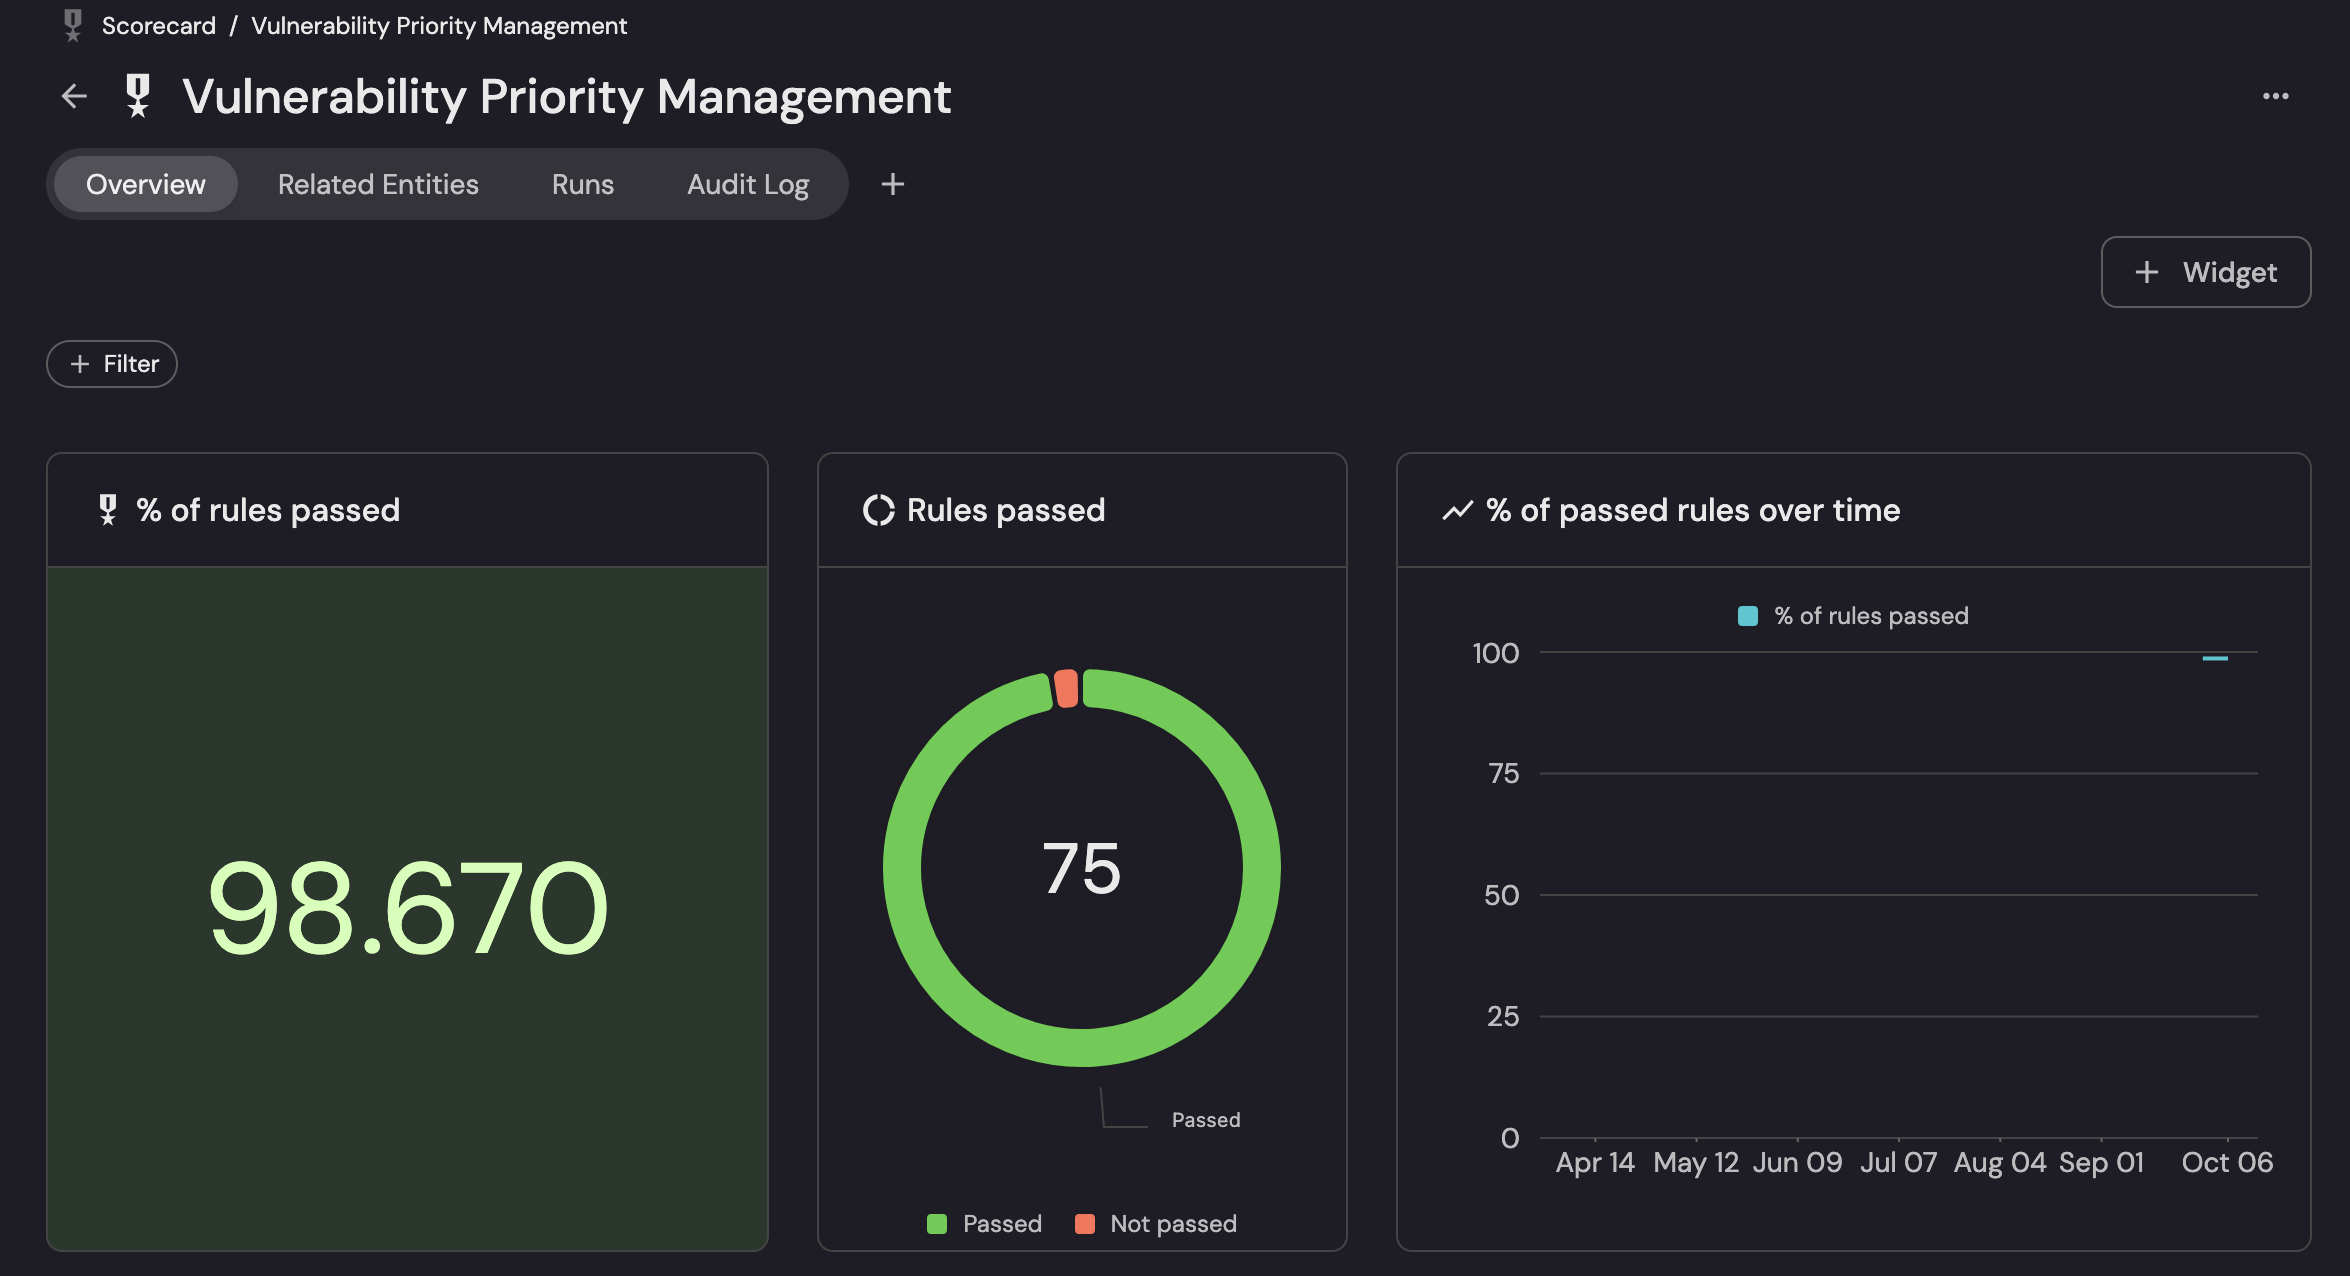 Scorecard / Vulnerability Priority Management
Vulnerability Priority Management
Overview Related Entities Runs Audit Log +
+ Widget
+ Filter
% of rules passed
98.670
Rules passed
75
Passed
Passed Not passed
% of passed rules over time
% of rules passed
100
75
50
25
0
Apr 14 May 12 Jun 09 Jul 07 Aug 04 Sep 01 Oct 06